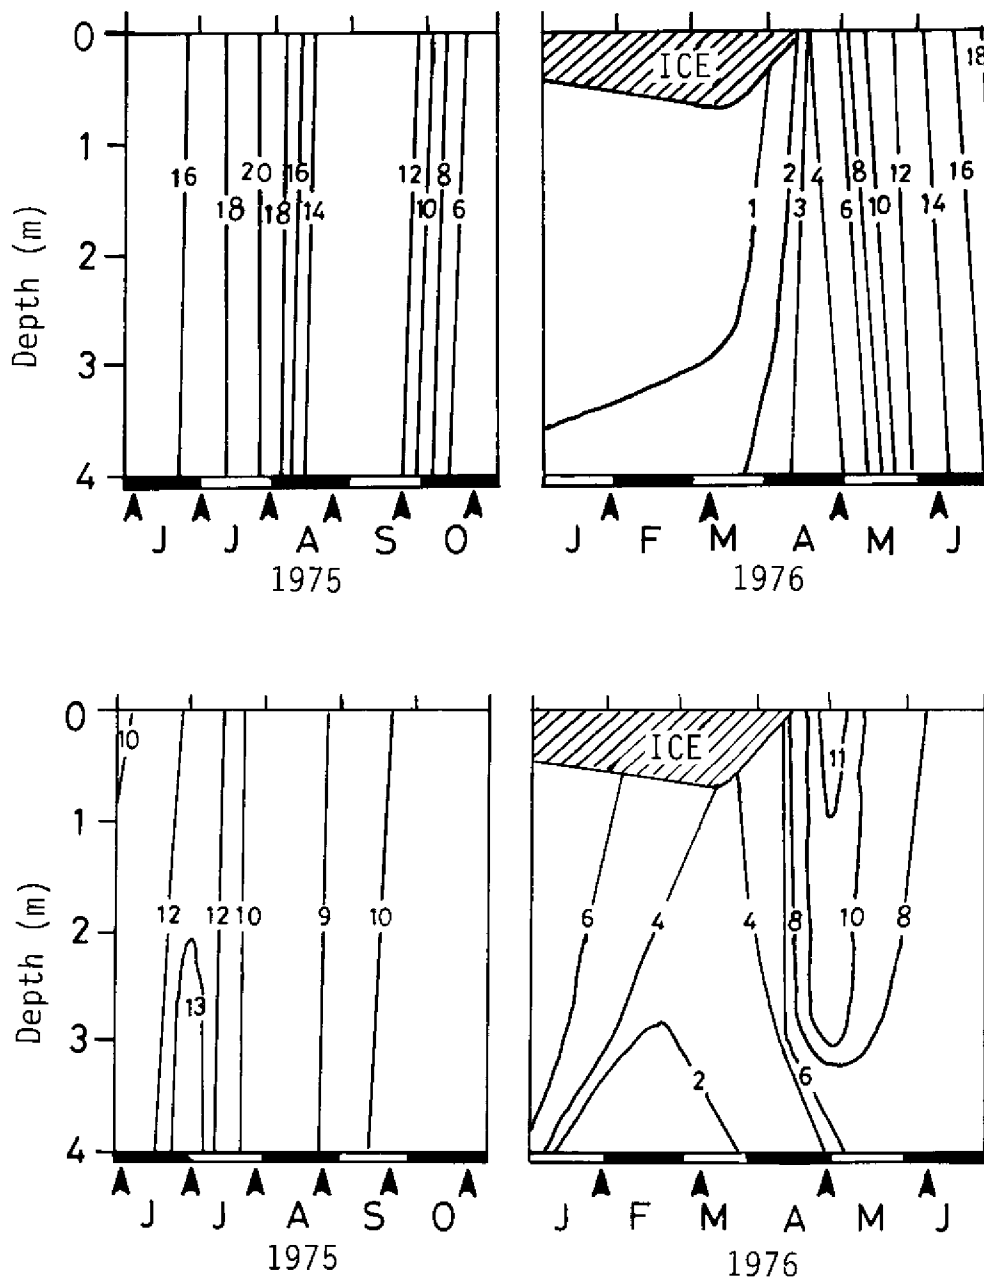 0
ICE
18
1
16 20 16 12 8
2 4 8 12 16
18 18 14 10 6
1 3 6 10 14
2
Depth (m)
3
4
J J A S O
J F M A M J
1975
1976
0
10
ICE
11
1
12 12 10 9 10
6 4 4 8 10 8
2
13
Depth (m)
3
2 6
4
J J A S O
J F M A M J
1975
1976